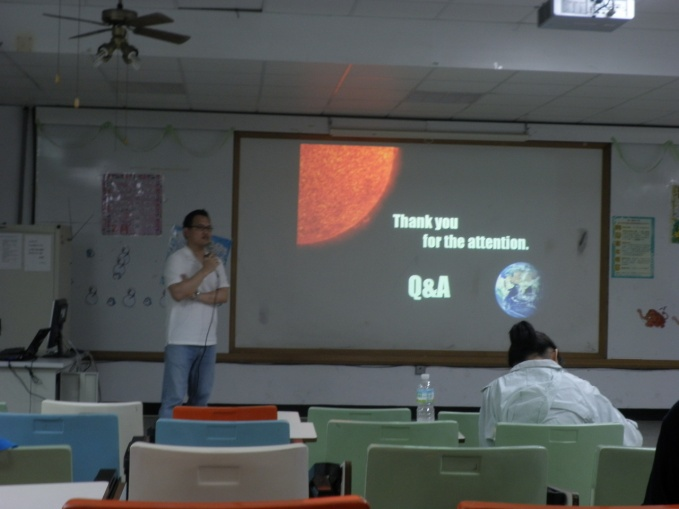 Thank you
for the attention.
Q&A